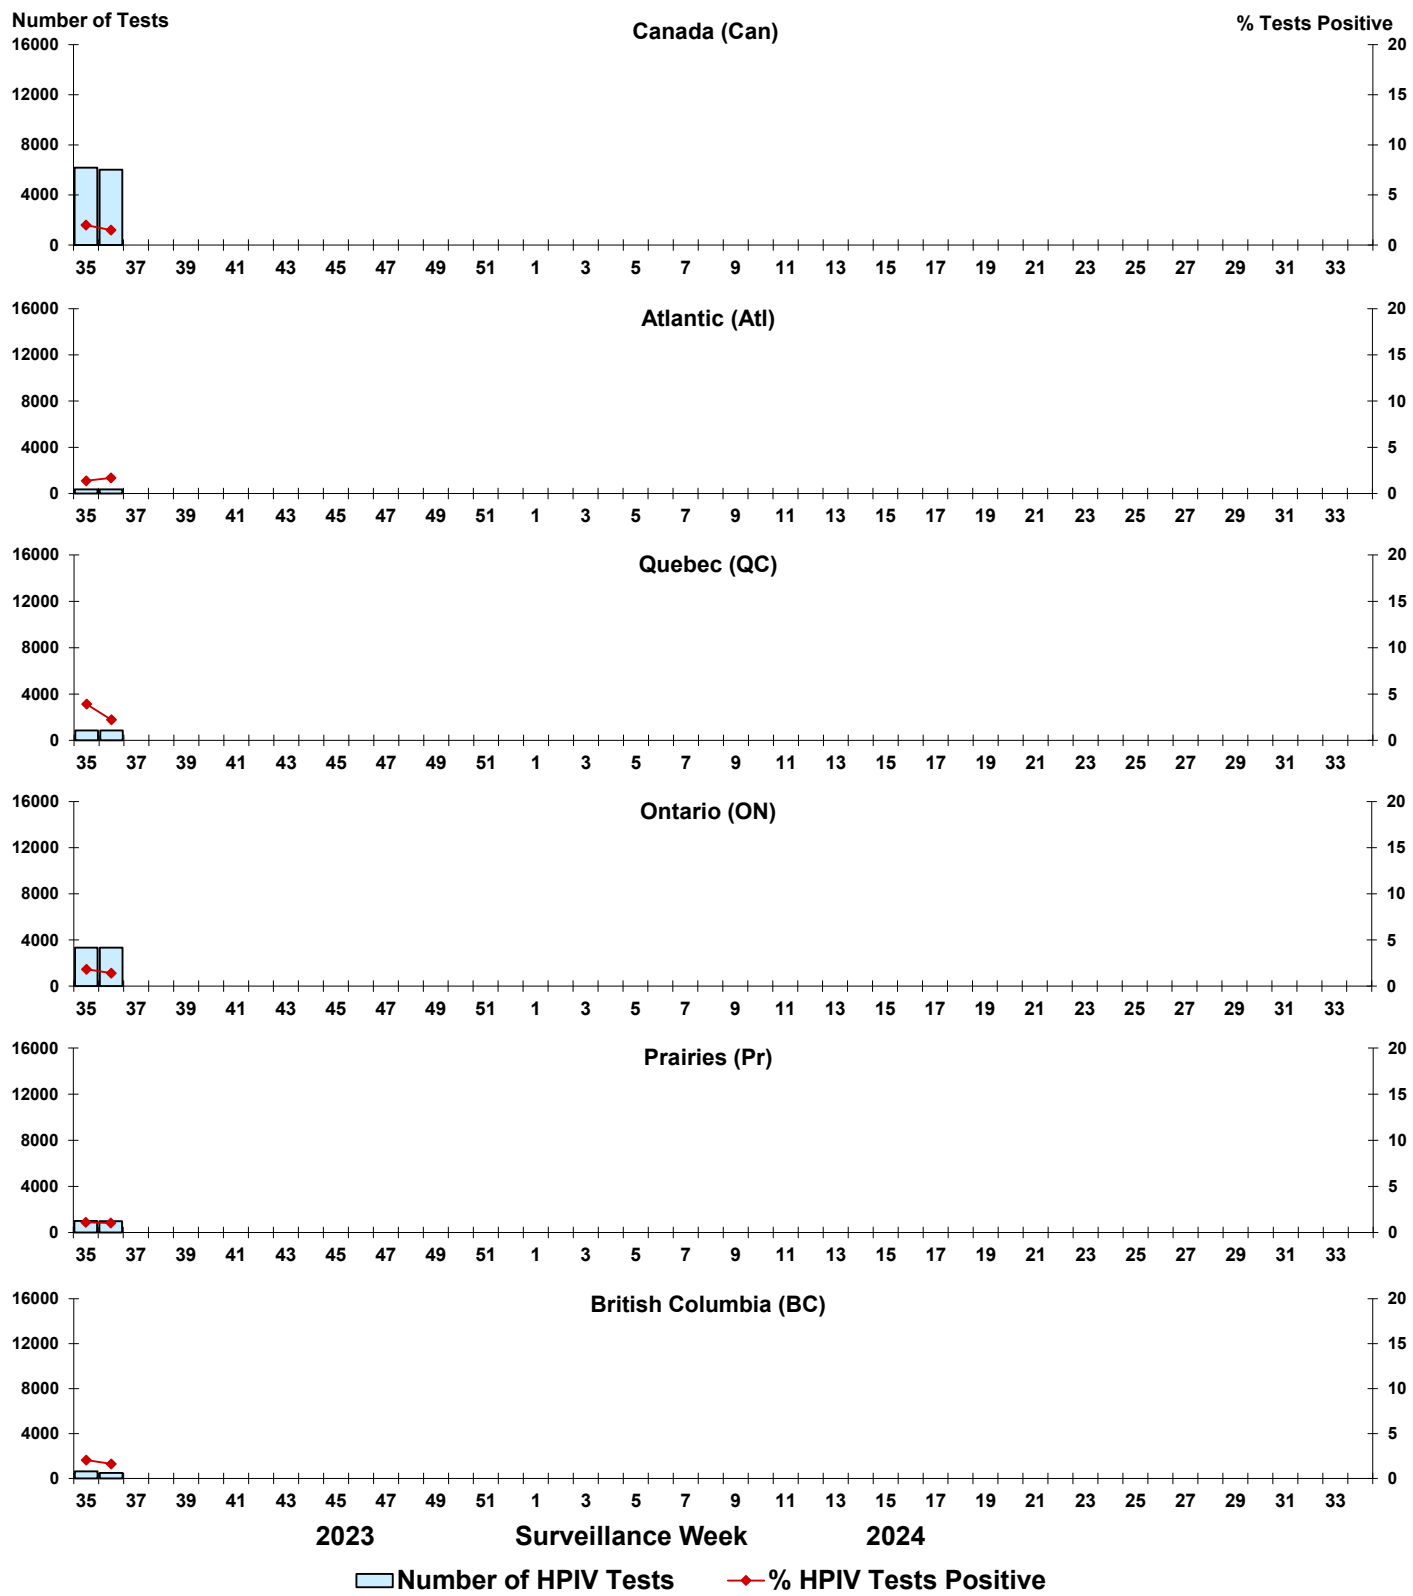 Number of Tests
Canada (Can)
% Tests Positive
16000 20
12000 15
8000 10
4000 5
0 0
35 37 39 41 43 45 47 49 51 1 3 5 7 9 11 13 15 17 19 21 23 25 27 29 31 33
Atlantic (Atl)
16000 20
12000 15
8000 10
4000 5
0 0
35 37 39 41 43 45 47 49 51 1 3 5 7 9 11 13 15 17 19 21 23 25 27 29 31 33
Quebec (QC)
16000 20
12000 15
8000 10
4000 5
0 0
35 37 39 41 43 45 47 49 51 1 3 5 7 9 11 13 15 17 19 21 23 25 27 29 31 33
Ontario (ON)
16000 20
12000 15
8000 10
4000 5
0 0
35 37 39 41 43 45 47 49 51 1 3 5 7 9 11 13 15 17 19 21 23 25 27 29 31 33
Prairies (Pr)
16000 20
12000 15
8000 10
4000 5
0 0
35 37 39 41 43 45 47 49 51 1 3 5 7 9 11 13 15 17 19 21 23 25 27 29 31 33
British Columbia (BC)
16000 20
12000 15
8000 10
4000 5
0 0
35 37 39 41 43 45 47 49 51 1 3 5 7 9 11 13 15 17 19 21 23 25 27 29 31 33
2023 Surveillance Week 2024
Number of HPIV Tests % HPIV Tests Positive